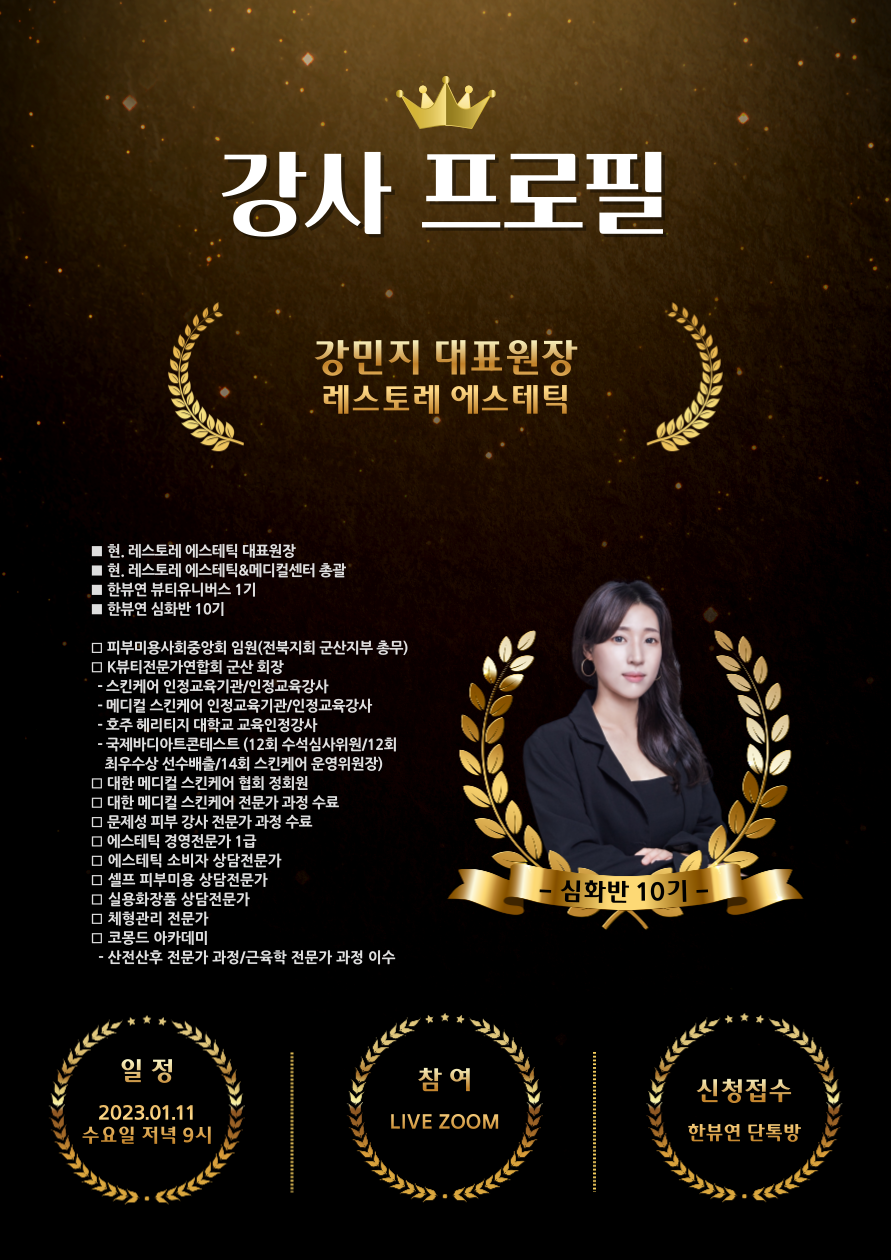 강사 프로필
강민지 대표원장
레스토레 에스테틱
■ 현. 레스토레 에스테틱 대표원장
■ 현. 레스토레 에스테틱&메디컬센터 총괄
■ 한뷰연 뷰티유니버스 1기
■ 한뷰연 심화반 10기
□ 피부미용사회중앙회 임원(전북지회 군산지부 총무)
□ K뷰티전문가연합회 군산 회장
- 스킨케어 인정교육기관/인정교육강사
- 메디컬 스킨케어 인정교육기관/인정교육강사
- 호주 헤리티지 대학교 교육인정강사
- 국제바디아트콘테스트 (12회 수석심사위원/12회
최우수상 선수배출/14회 스킨케어 운영위원장)
□ 대한 메디컬 스킨케어 협회 정회원
□ 대한 메디컬 스킨케어 전문가 과정 수료
□ 문제성 피부 강사 전문가 과정 수료
□ 에스테틱 경영전문가 1급
□ 에스테틱 소비자 상담전문가
□ 셀프 피부미용 상담전문가
□ 실용화장품 상담전문가
□ 체형관리 전문가
□ 코몽드 아카데미
- 산전산후 전문가 과정/근육학 전문가 과정 이수
- 심화반 10기 -
일 정
2023.01.11
수요일 저녁 9시
참 여
LIVE ZOOM
신청접수
한뷰연 단톡방